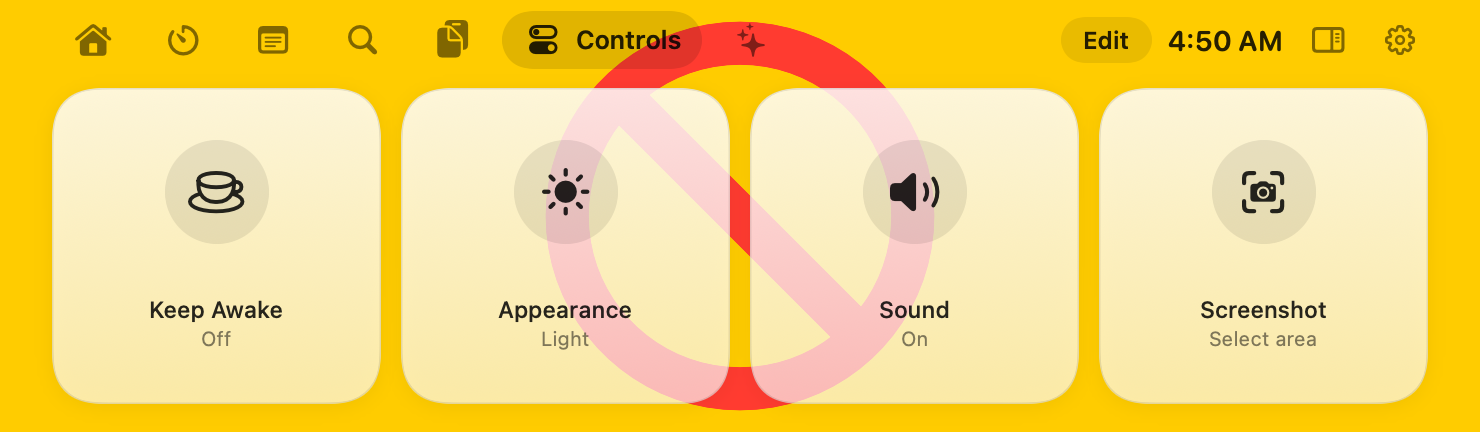 Controls
Edit
4:50 AM
Keep Awake
Off
Appearance
Light
Sound
On
Screenshot
Select area